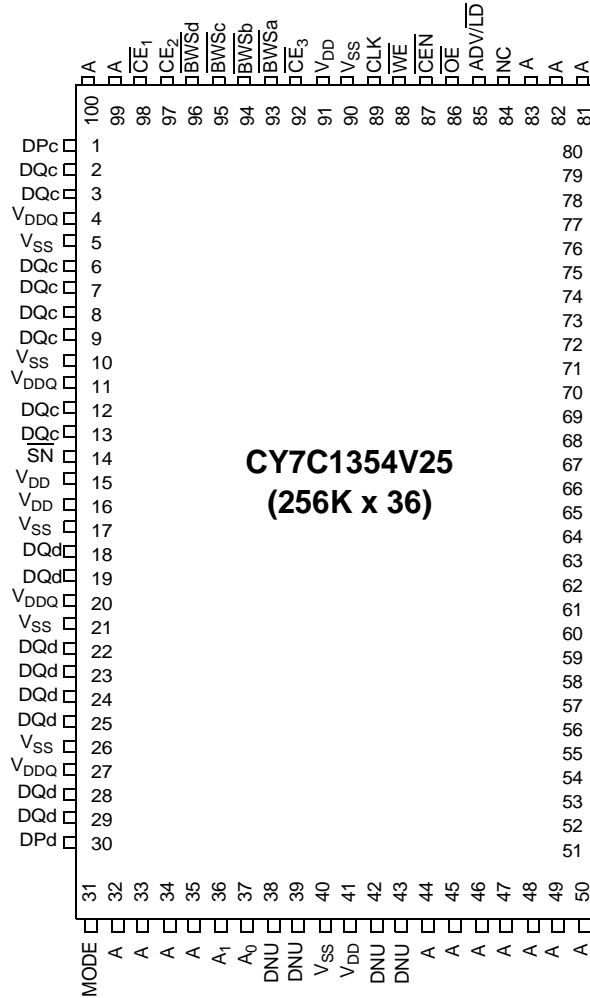 A
A
CE1
CE2
BWSd
BWSc
BWSb
BWSa
CE3
VDD
VSS
CLK
WE
CEN
OE
ADV/LD
NC
A
A
A
100
99
98
97
96
95
94
93
92
91
90
89
88
87
86
85
84
83
82
81
DPc 1
DQc 2
DQc 3
VDDQ 4
VSS 5
DQc 6
DQc 7
DQc 8
DQc 9
VSS 10
VDDQ 11
DQc 12
DQc 13
SN 14
VDD 15
VDD 16
VSS 17
DQd 18
DQd 19
VDDQ 20
VSS 21
DQd 22
DQd 23
DQd 24
DQd 25
VSS 26
VDDQ 27
DQd 28
DQd 29
DPd 30
CY7C1354V25
(256K x 36)
80
79
78
77
76
75
74
73
72
71
70
69
68
67
66
65
64
63
62
61
60
59
58
57
56
55
54
53
52
51
31
32
33
34
35
36
37
38
39
40
41
42
43
44
45
46
47
48
49
50
MODE
A
A
A
A
A1
A0
DNU
DNU
VSS
VDD
DNU
DNU
A
A
A
A
A
A
A